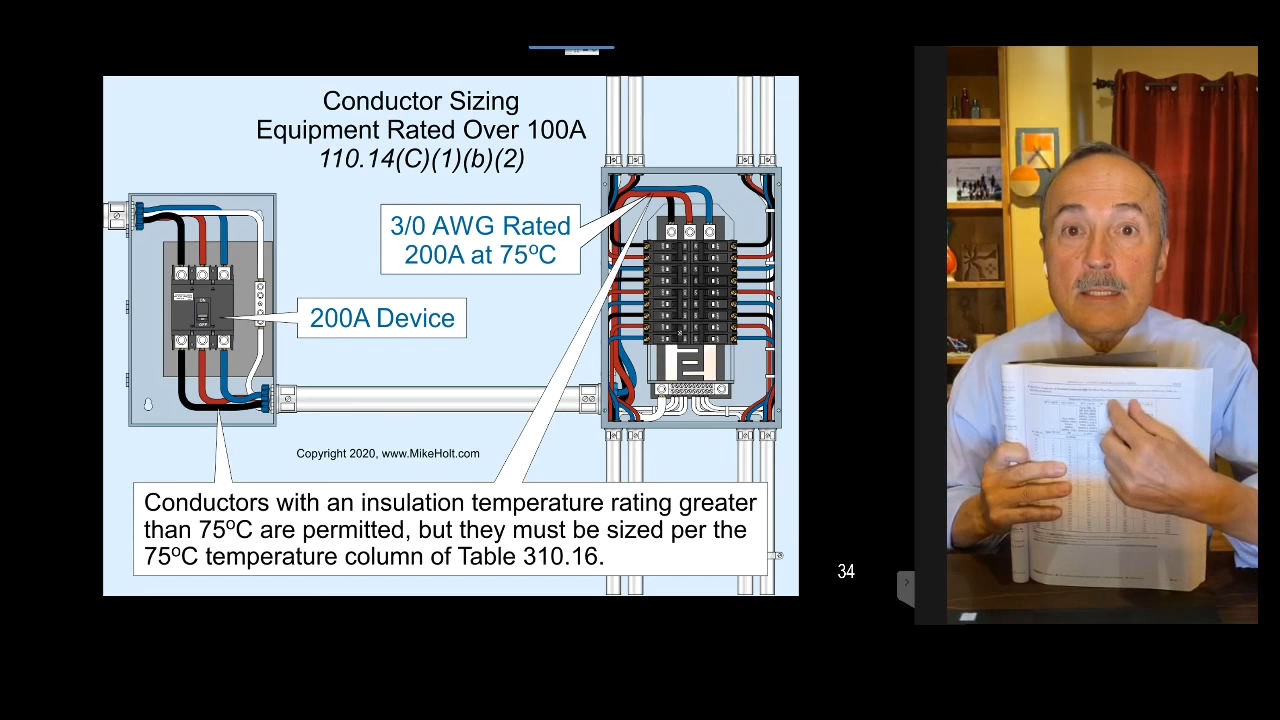 Conductor Sizing
Equipment Rated Over 100A
110.14(C)(1)(b)(2)
3/0 AWG Rated
200A at 75ºC
200A Device
ON
OFF
Copyright 2020, www.MikeHolt.com
Conductors with an insulation temperature rating greater
than 75ºC are permitted, but they must be sized per the
75ºC temperature column of Table 310.16.
34